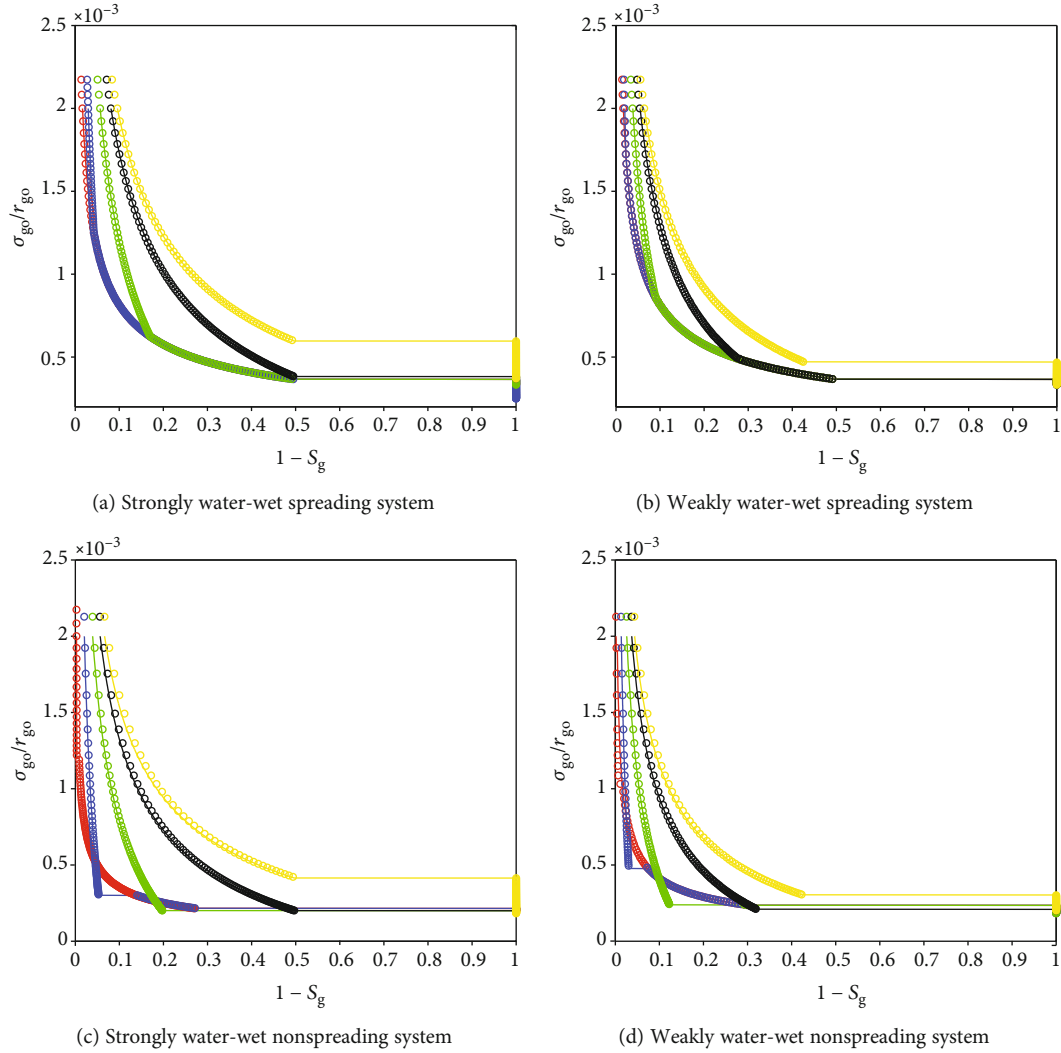 ×10⁻³
2.5
2
1.5
1
0.5
σgo/rgo
0 0.1 0.2 0.3 0.4 0.5 0.6 0.7 0.8 0.9 1
1 – Sg
(a) Strongly water-wet spreading system
×10⁻³
2.5
2
1.5
1
0.5
σgo/rgo
0 0.1 0.2 0.3 0.4 0.5 0.6 0.7 0.8 0.9 1
1 – Sg
(b) Weakly water-wet spreading system
×10⁻³
2.5
2
1.5
1
0.5
0
σgo/rgo
0 0.1 0.2 0.3 0.4 0.5 0.6 0.7 0.8 0.9 1
1 – Sg
(c) Strongly water-wet nonspreading system
×10⁻³
2.5
2
1.5
1
0.5
0
σgo/rgo
0 0.1 0.2 0.3 0.4 0.5 0.6 0.7 0.8 0.9 1
1 – Sg
(d) Weakly water-wet nonspreading system